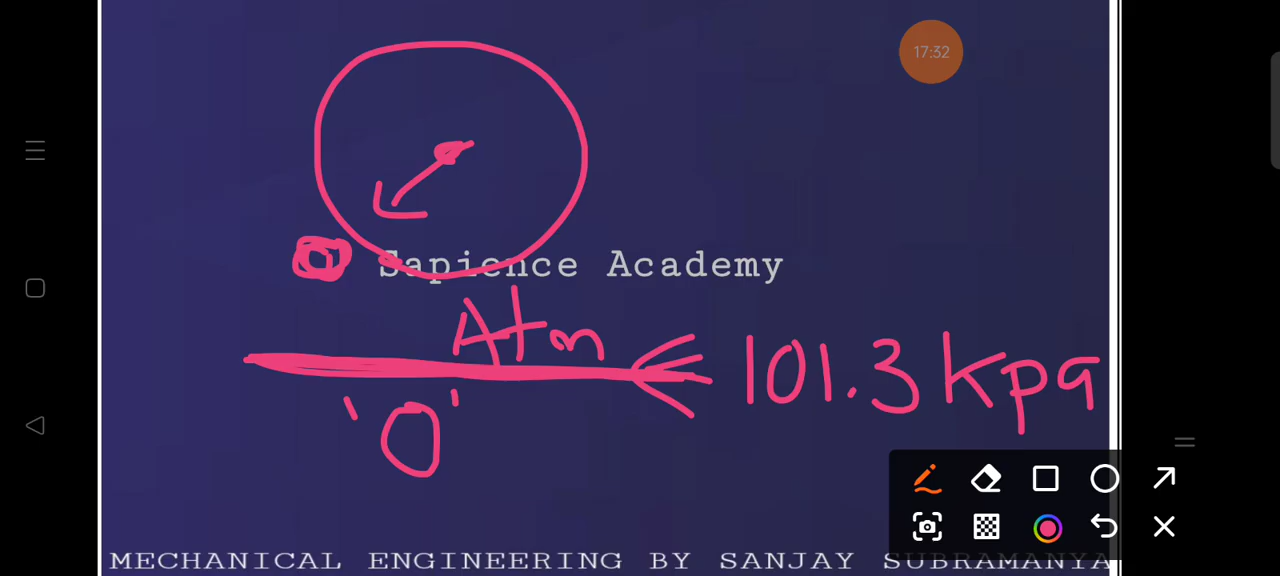 17:32
Sapience Academy
Atm
101.3 kpa
'0'
MECHANICAL ENGINEERING BY SANJAY SUBRAMANYA